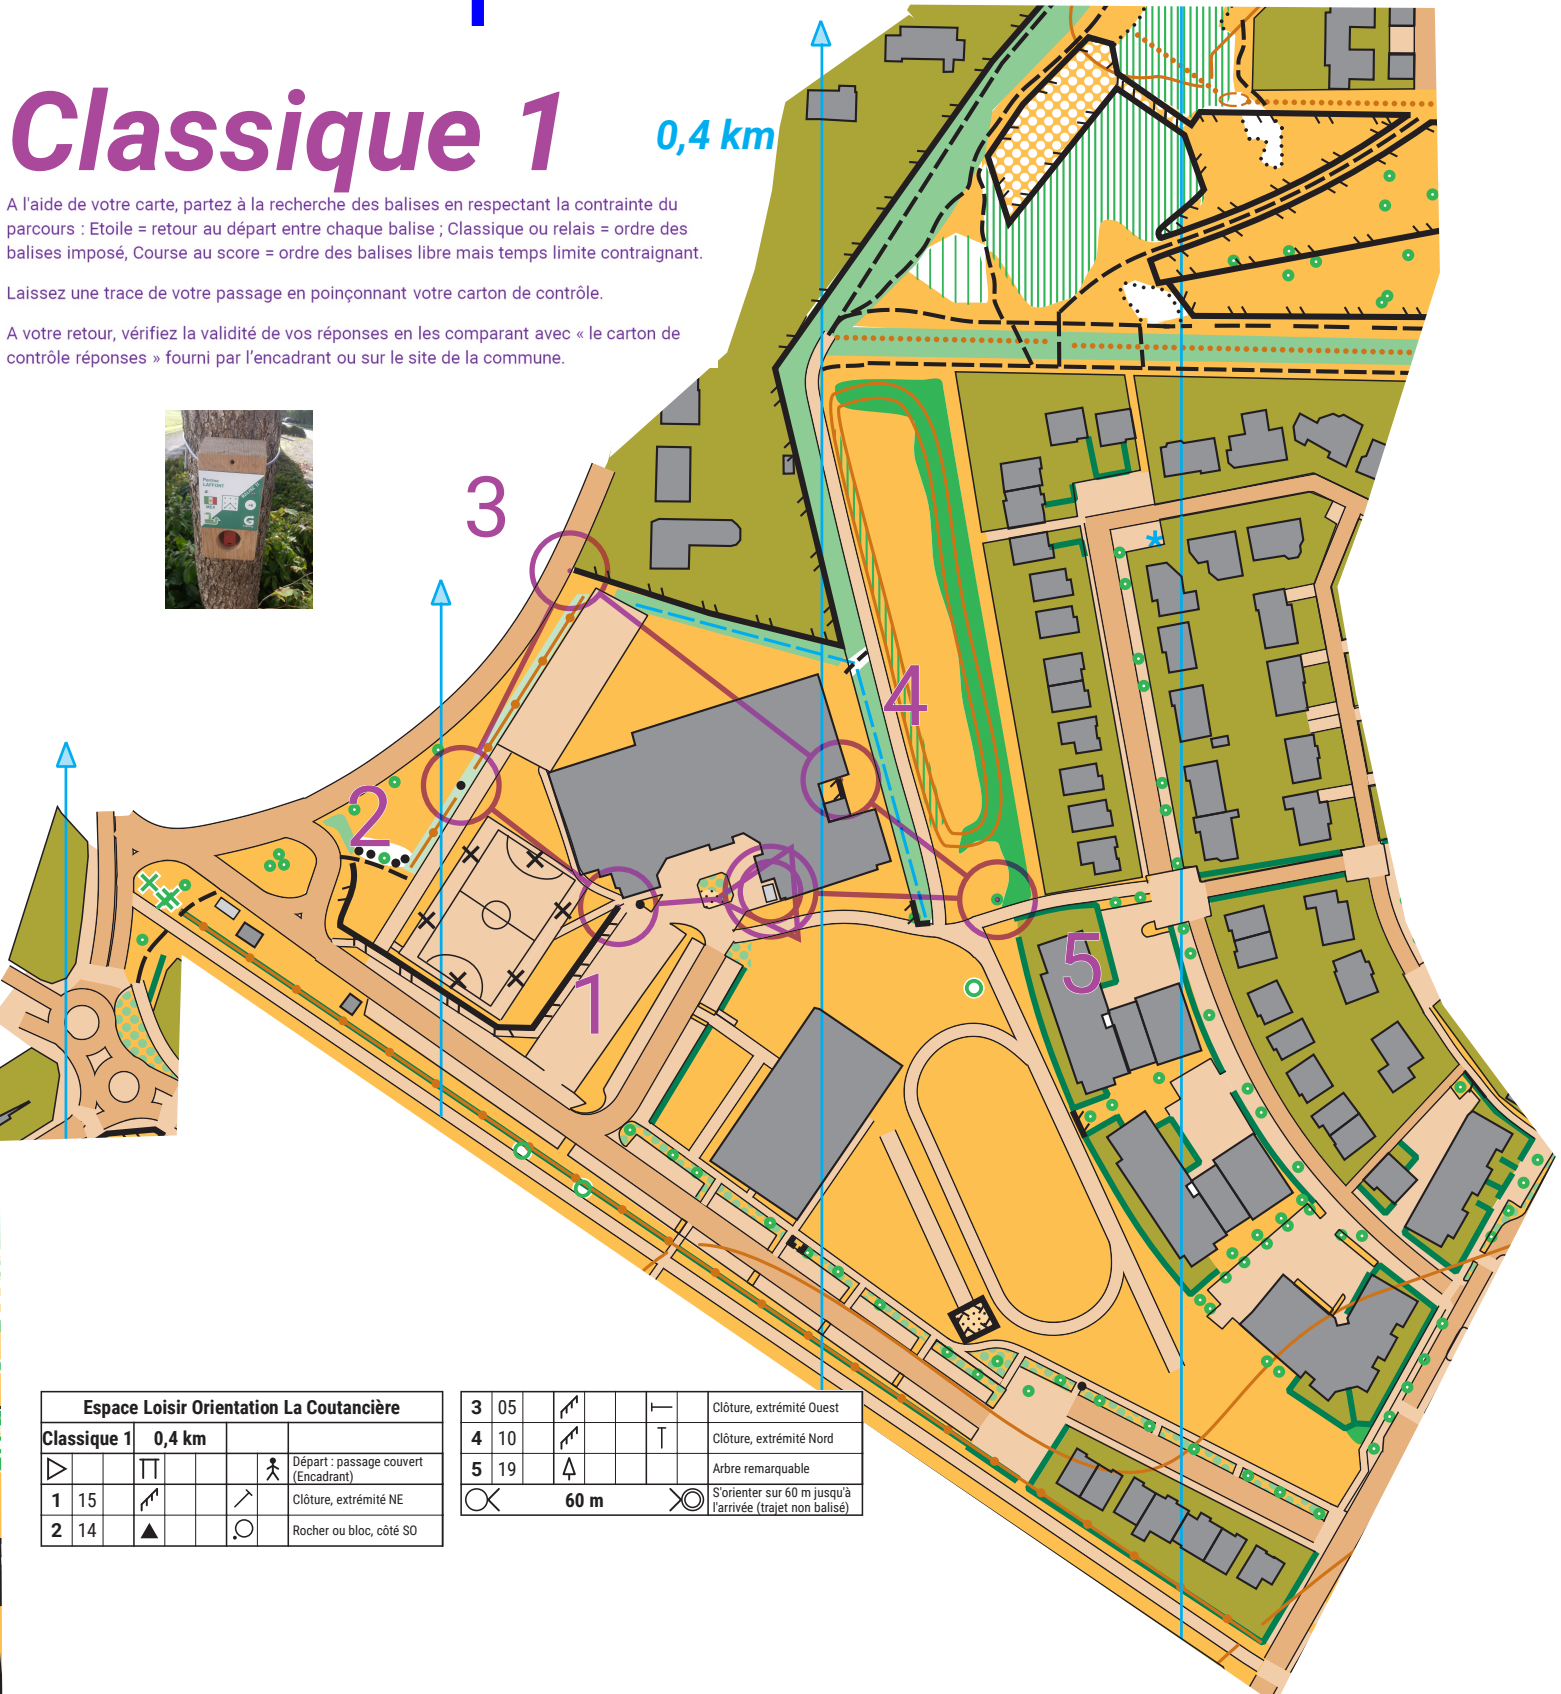 Classique 1
0,4 km
A l'aide de votre carte, partez à la recherche des balises en respectant la contrainte du
parcours : Etoile = retour au départ entre chaque balise ; Classique ou relais = ordre des
balises imposé, Course au score = ordre des balises libre mais temps limite contraignant.
Laissez une trace de votre passage en poinçonnant votre carton de contrôle.
A votre retour, vérifiez la validité de vos réponses en les comparant avec « le carton de
contrôle réponses » fourni par l'encadrant ou sur le site de la commune.
3
4
2
5
1
Espace Loisir Orientation La Coutancière
Classique 1 0,4 km
Départ : passage couvert
(Encadrant)
1 15 Clôture, extrémité NE
2 14 Rocher ou bloc, côté SO
3 05 Clôture, extrémité Ouest
4 10 Clôture, extrémité Nord
5 19 Arbre remarquable
60 m S'orienter sur 60 m jusqu'à
l'arrivée (trajet non balisé)